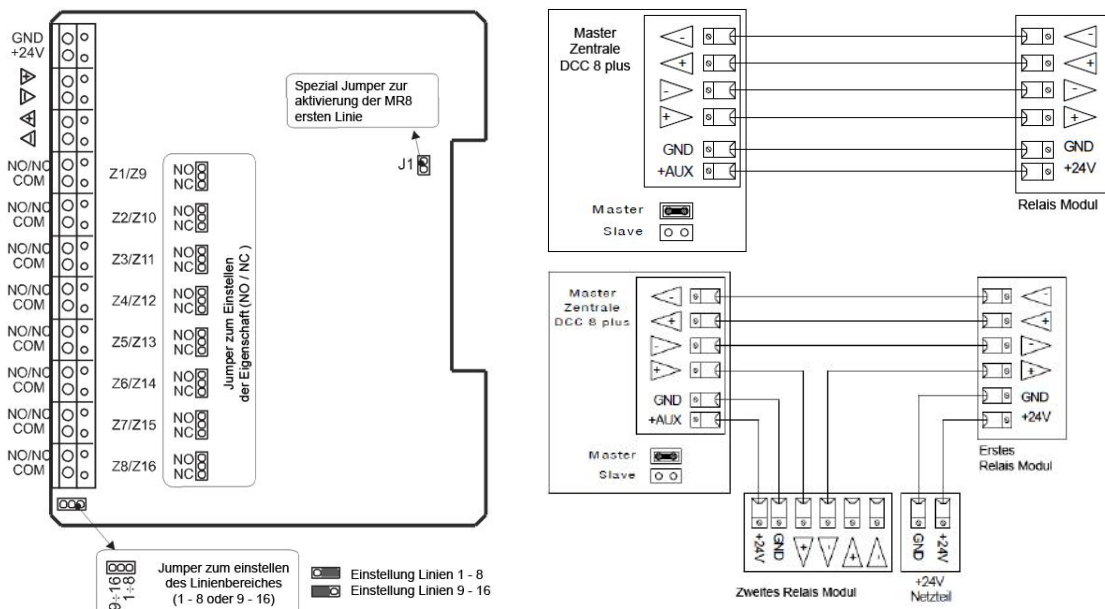 GND
+24V
+
-
+
-
NO/NC
COM
Z1/Z9
NO
NC
NO/NC
COM
Z2/Z10
NO
NC
NO/NC
COM
Z3/Z11
NO
NC
NO/NC
COM
Z4/Z12
NO
NC
NO/NC
COM
Z5/Z13
NO
NC
NO/NC
COM
Z6/Z14
NO
NC
NO/NC
COM
Z7/Z15
NO
NC
NO/NC
COM
Z8/Z16
NO
NC
Jumper zum Einstellen
der Eigenschaft (NO / NC )
Spezial Jumper zur
aktivierung der MR8
ersten Linie
J1
9÷16
1÷8
Jumper zum einstellen
des Linienbereiches
(1 - 8 oder 9 - 16)
Einstellung Linien 1 - 8
Einstellung Linien 9 - 16
Master
Zentrale
DCC 8 plus
-
+
-
+
GND
+AUX
Master
Slave
-
+
-
+
GND
+24V
Relais Modul
Master
Zentrale
DCC 8 plus
-
+
-
+
GND
+AUX
Master
Slave
-
+
-
+
GND
+24V
Erstes
Relais Modul
+24V
GND
+
-
+
-
Zweites Relais Modul
GND
+24V
+24V
Netzteil